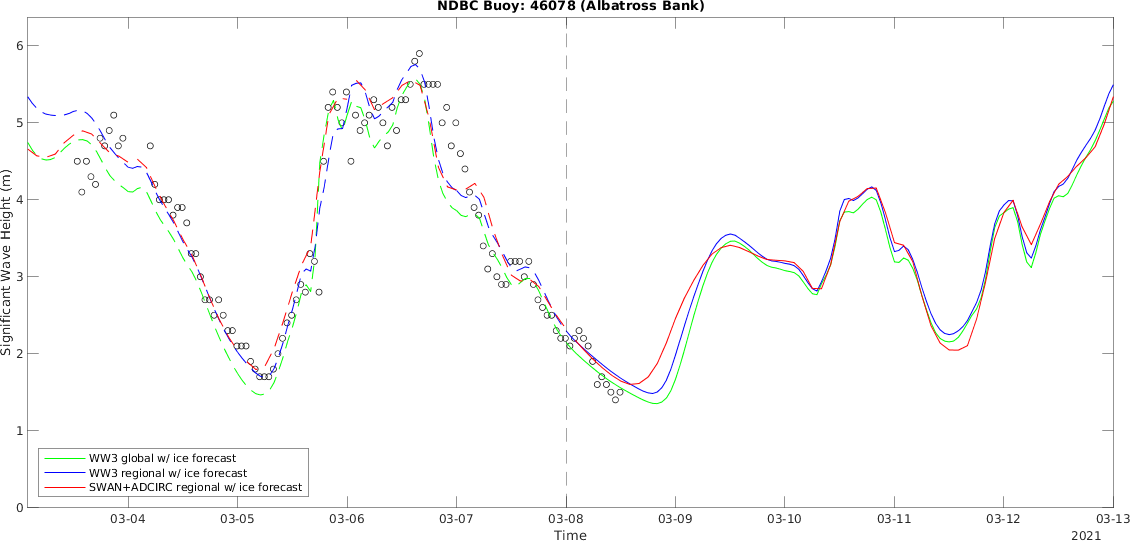 NDBC Buoy: 46078 (Albatross Bank)
Significant Wave Height (m)
6
5
4
3
2
1
0
WW3 global w/ ice forecast
WW3 regional w/ ice forecast
SWAN+ADCIRC regional w/ ice forecast
03-04 03-05 03-06 03-07 03-08 03-09 03-10 03-11 03-12 03-13
Time
2021